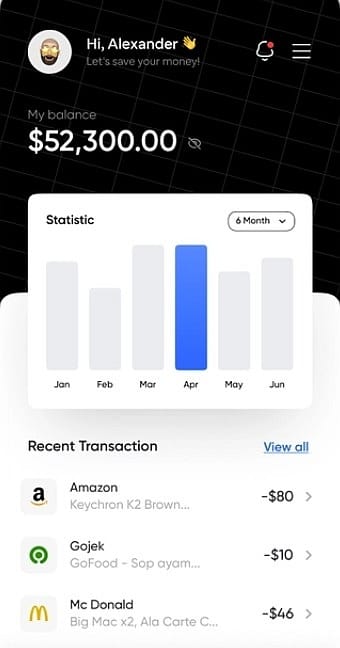 Hi, Alexander 👋
Let's save your money!
My balance
$52,300.00
Statistic
6 Month
Jan Feb Mar Apr May Jun
Recent Transaction View all
Amazon
Keychron K2 Brown...
-$80
Gojek
GoFood - Sop ayam...
-$10
Mc Donald
Big Mac x2, Ala Carte C...
-$46